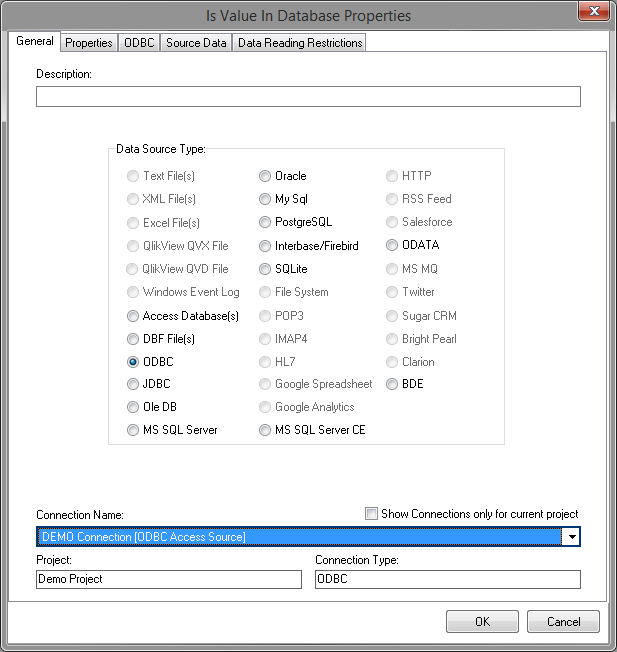 Is Value In Database Properties
General Properties ODBC Source Data Data Reading Restrictions
Description:
Data Source Type:
Text File(s) Oracle HTTP
XML File(s) My Sql RSS Feed
Excel File(s) PostgreSQL Salesforce
QlikView QVX File Interbase/Firebird ODATA
QlikView QVD File SQLite MS MQ
Windows Event Log File System Twitter
Access Database(s) POP3 Sugar CRM
DBF File(s) IMAP4 Bright Pearl
ODBC HL7 Clarion
JDBC Google Spreadsheet BDE
Ole DB Google Analytics
MS SQL Server MS SQL Server CE
Connection Name: Show Connections only for current project
DEMO Connection [ODBC Access Source]
Project: Connection Type:
Demo Project ODBC
OK Cancel